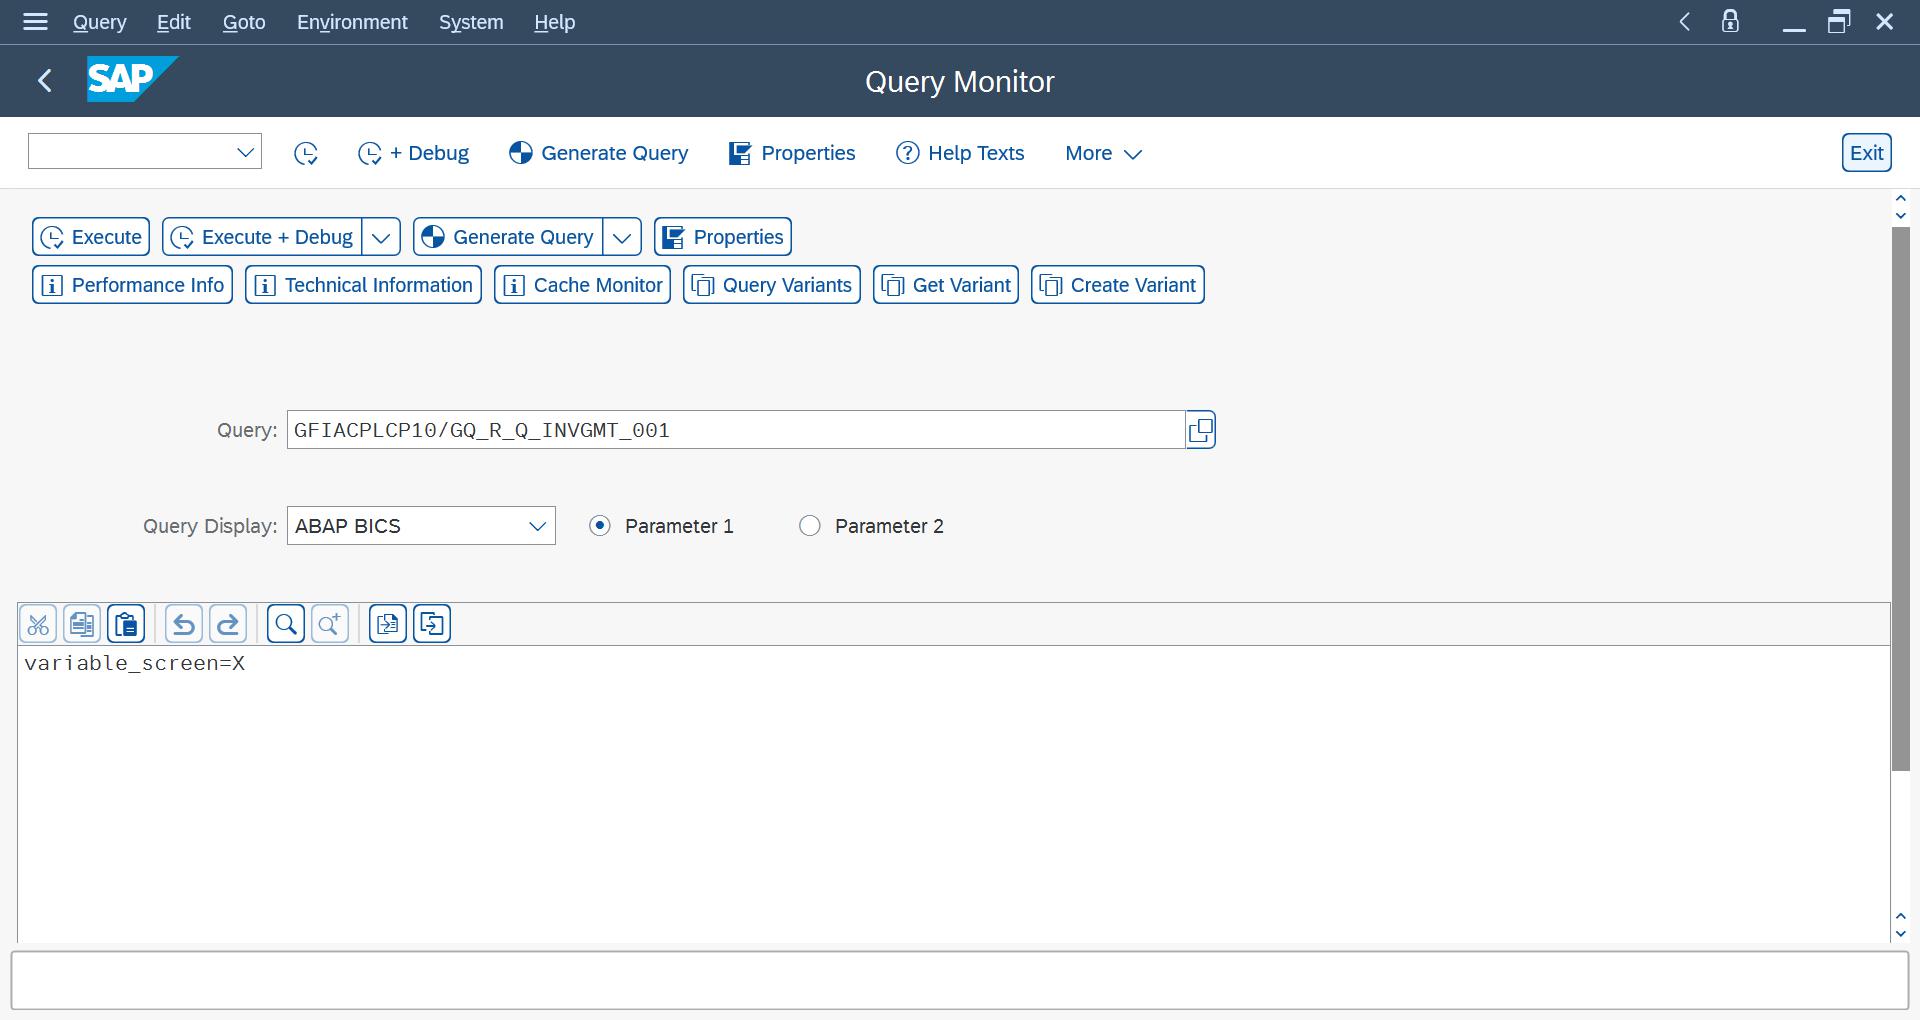 Query Edit Goto Environment System Help
SAP Query Monitor
+ Debug Generate Query Properties Help Texts More Exit
Execute Execute + Debug Generate Query Properties
Performance Info Technical Information Cache Monitor Query Variants Get Variant Create Variant
Query: GFIACPLCP10/GQ_R_Q_INVGMT_001
Query Display: ABAP BICS Parameter 1 Parameter 2
variable_screen=X